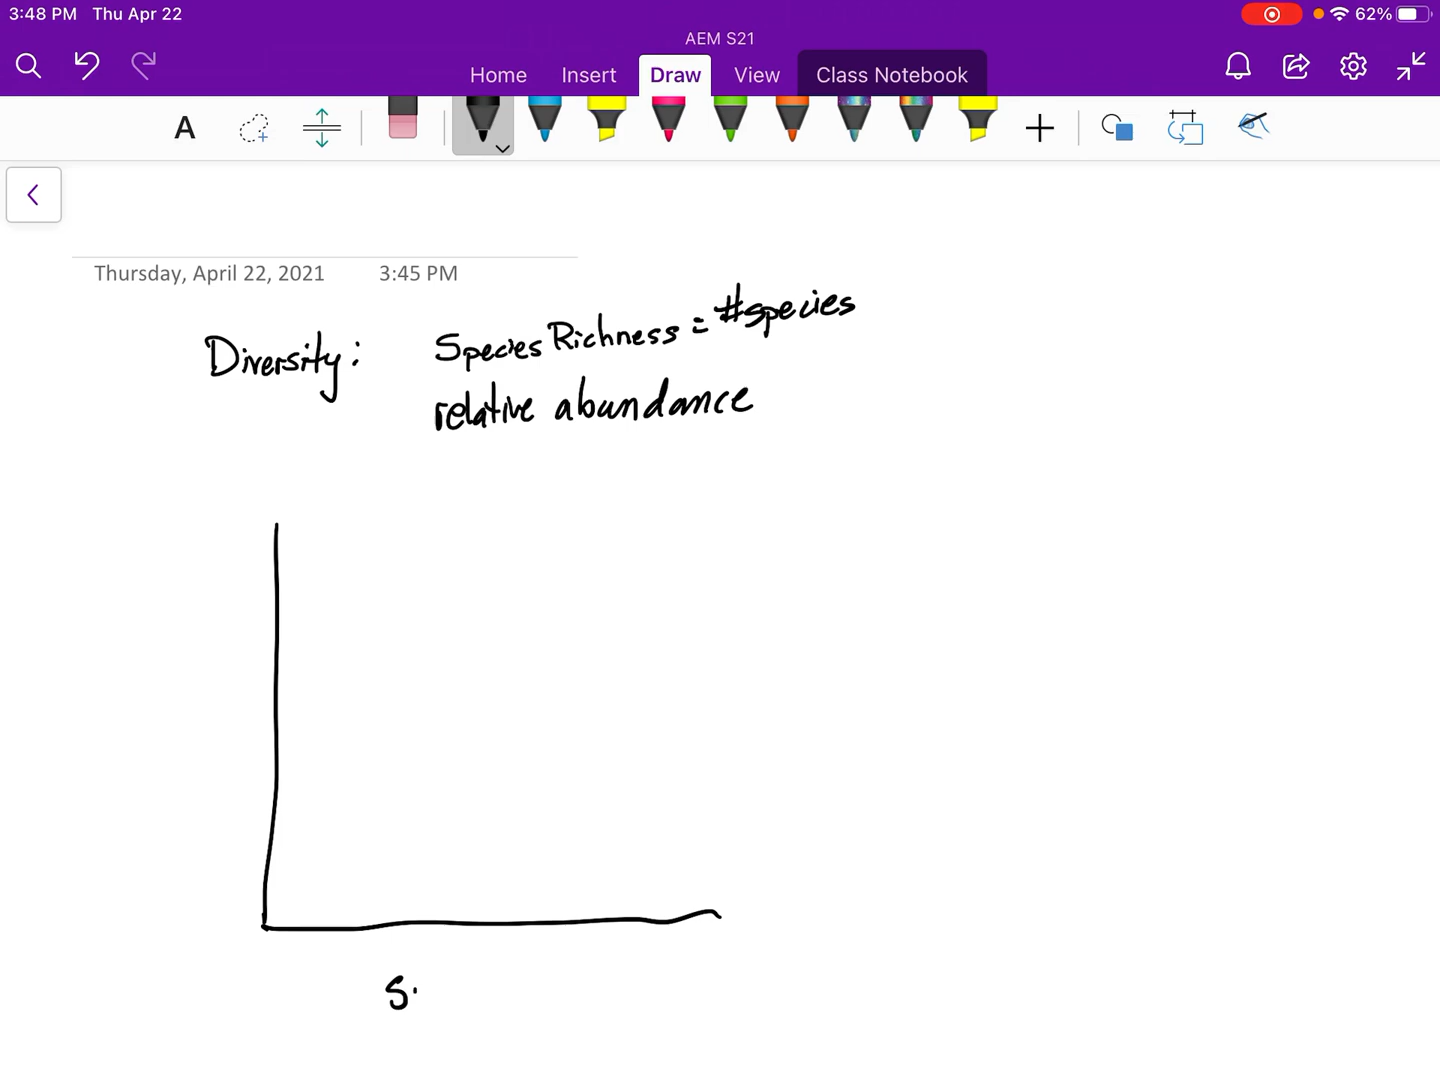 3:48 PM Thu Apr 22 62%
AEM S21
Home Insert Draw View Class Notebook
A
Thursday, April 22, 2021 3:45 PM
Diversity: Species Richness = #species
relative abundance
S.